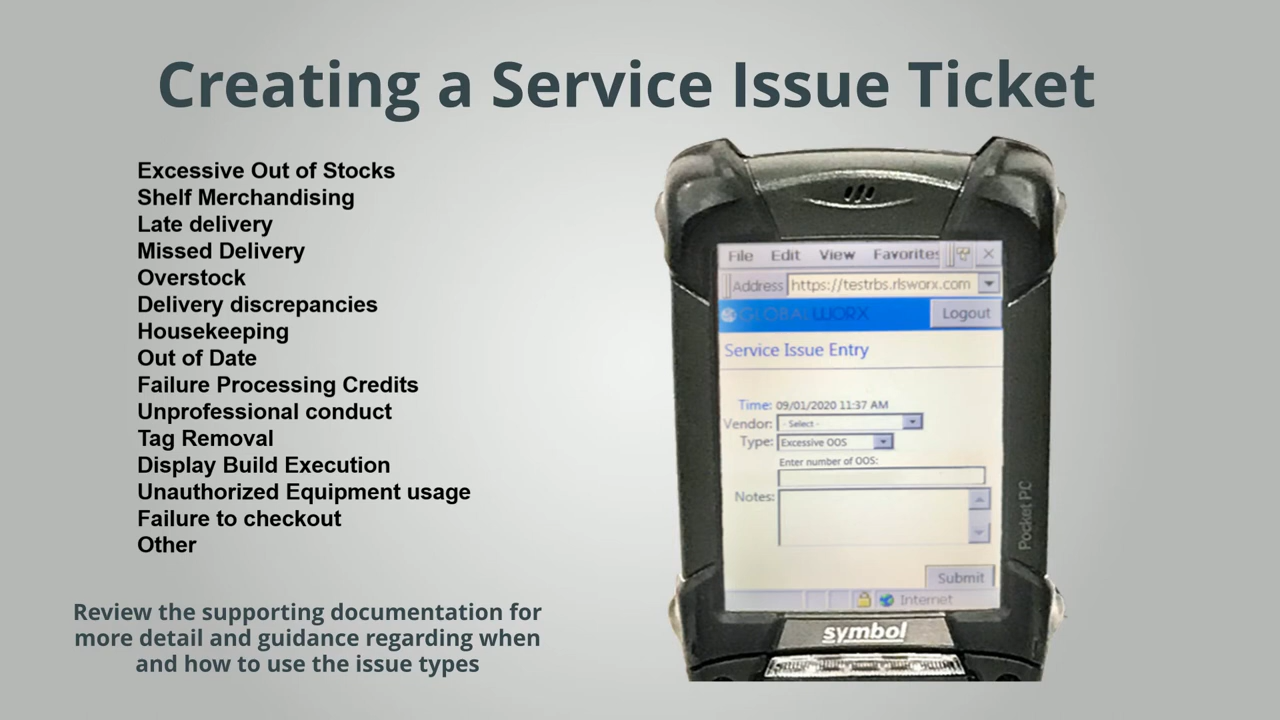 Creating a Service Issue Ticket
Excessive Out of Stocks
Shelf Merchandising
Late delivery
Missed Delivery
Overstock
Delivery discrepancies
Housekeeping
Out of Date
Failure Processing Credits
Unprofessional conduct
Tag Removal
Display Build Execution
Unauthorized Equipment usage
Failure to checkout
Other
Review the supporting documentation for
more detail and guidance regarding when
and how to use the issue types
File Edit View Favorites
Address https://testrbs.rlsworx.com
GLOBALWORX Logout
Service Issue Entry
Time: 09/01/2020 11:37 AM
Vendor: - Select -
Type: Excessive OOS
Enter number of OOS:
Notes:
Submit
Internet
Pocket PC
symbol